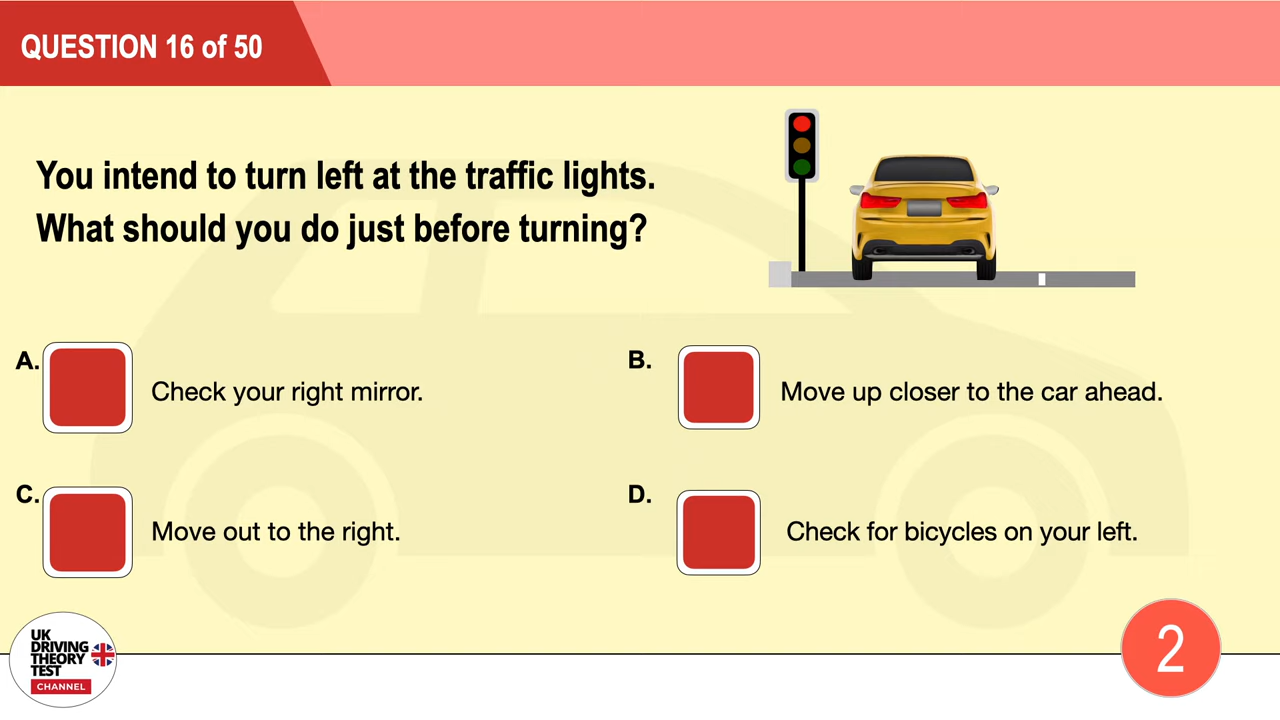 QUESTION 16 of 50
You intend to turn left at the traffic lights.
What should you do just before turning?
A.
Check your right mirror.
B.
Move up closer to the car ahead.
C.
Move out to the right.
D.
Check for bicycles on your left.
UK
DRIVING
THEORY
TEST
CHANNEL
2